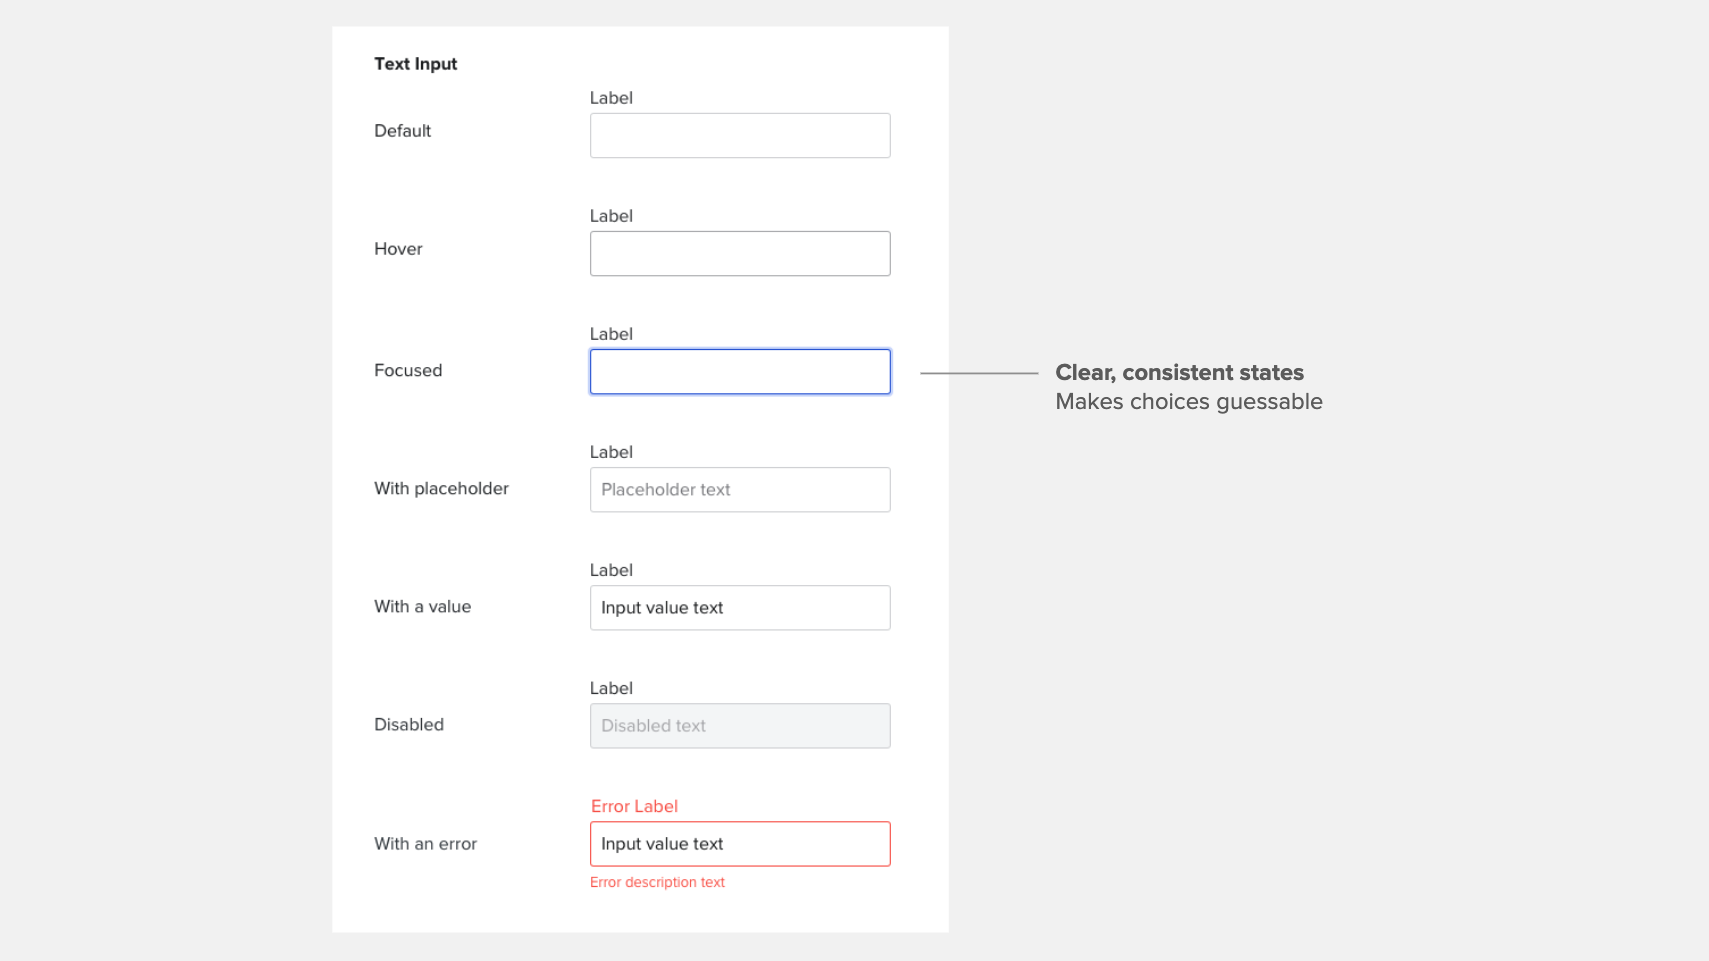 Text Input
Label
Default
Label
Hover
Label
Focused
Clear, consistent states
Makes choices guessable
Label
With placeholder
Placeholder text
Label
With a value
Input value text
Label
Disabled
Disabled text
Error Label
With an error
Input value text
Error description text